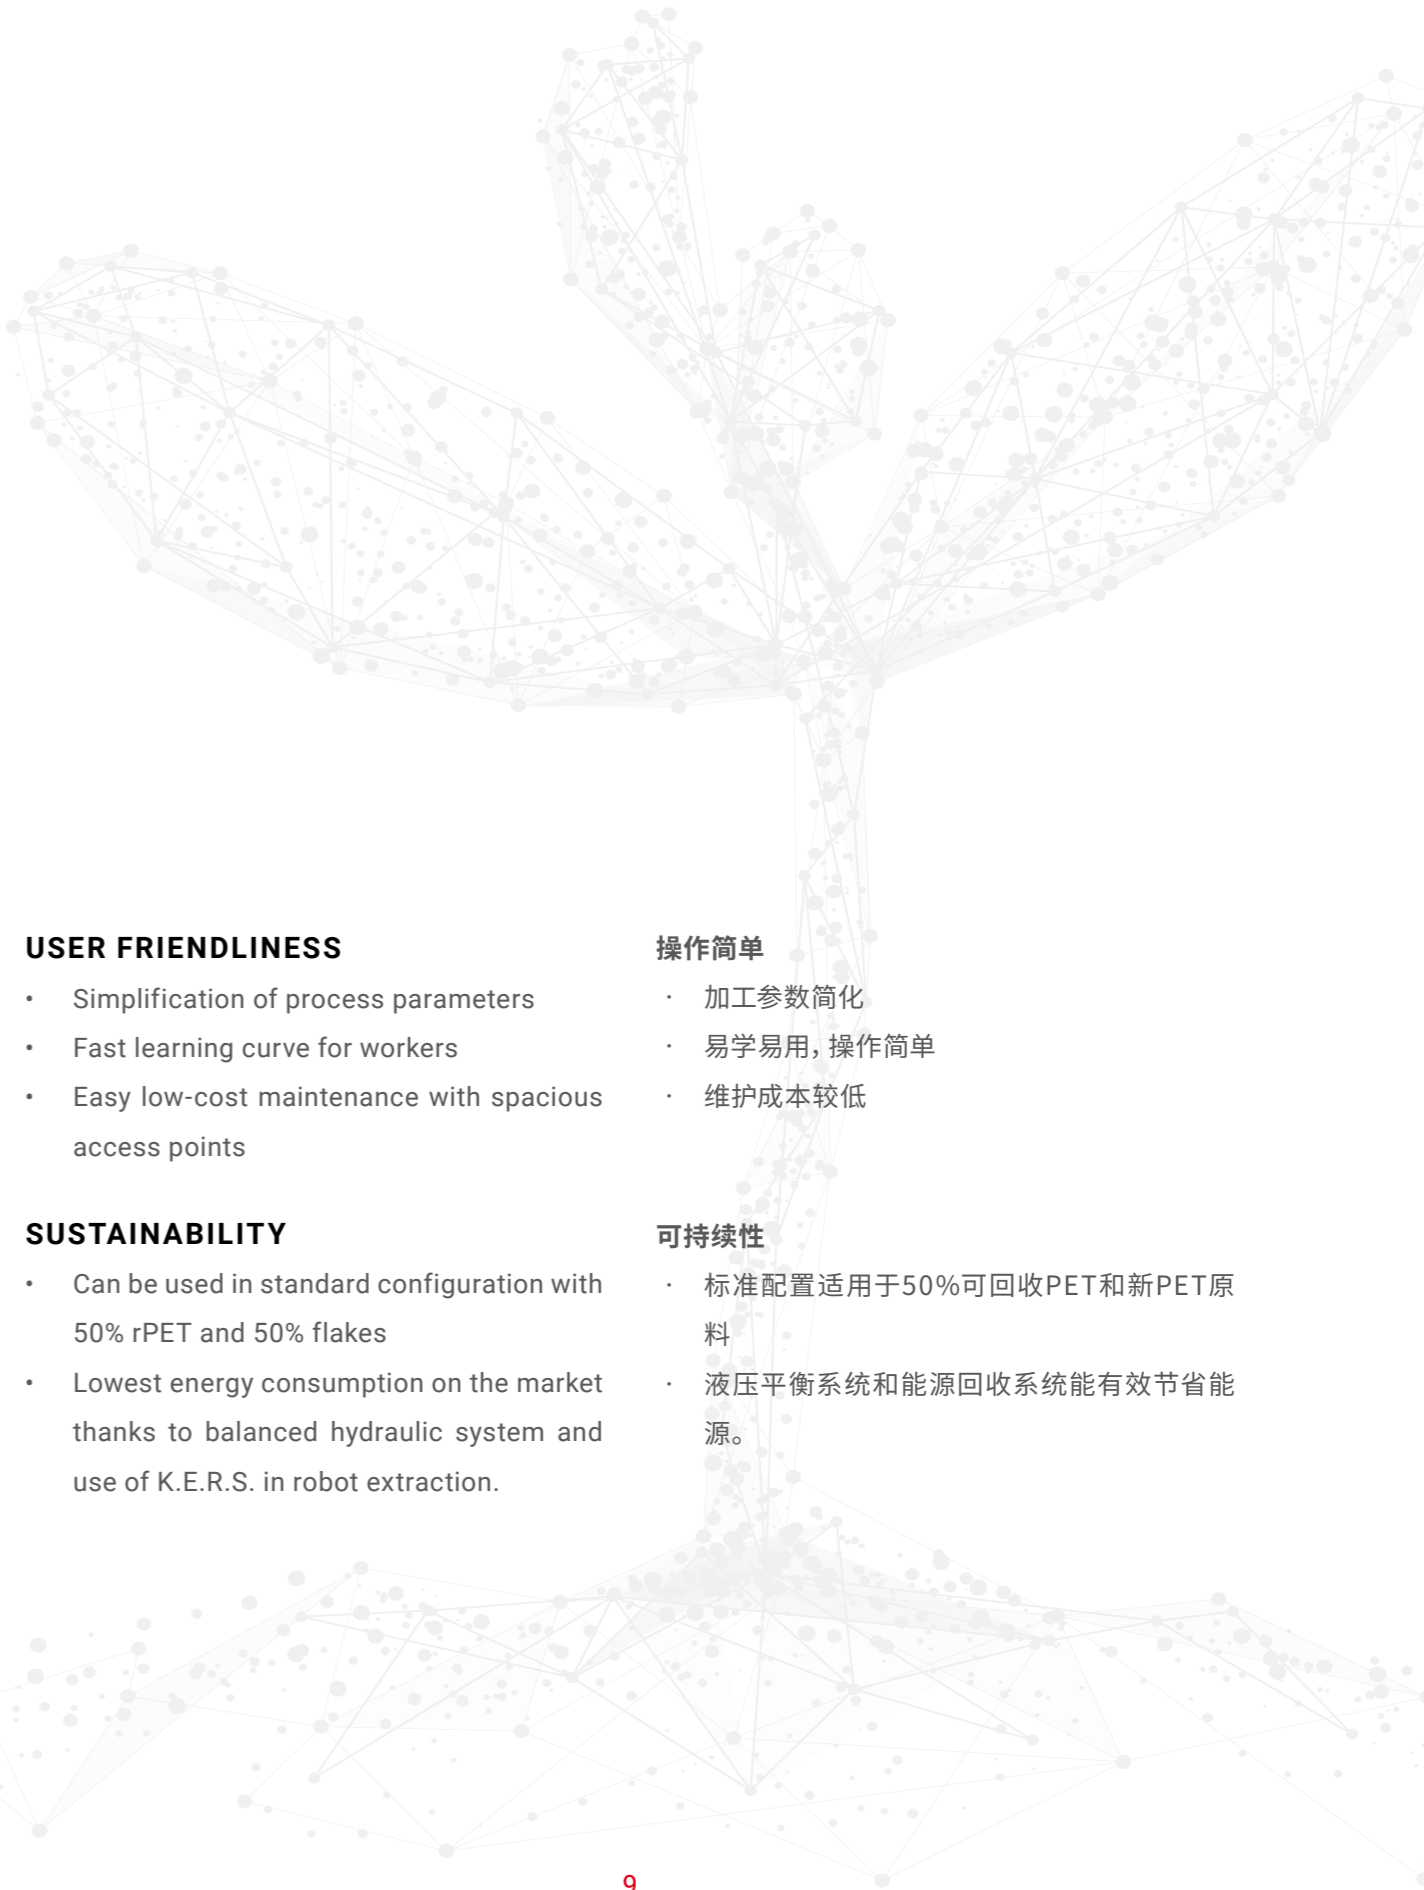 USER FRIENDLINESS
• Simplification of process parameters
• Fast learning curve for workers
• Easy low-cost maintenance with spacious
access points
SUSTAINABILITY
• Can be used in standard configuration with
50% rPET and 50% flakes
• Lowest energy consumption on the market
thanks to balanced hydraulic system and
use of K.E.R.S. in robot extraction.
操作简单
· 加工参数简化
· 易学易用，操作简单
· 维护成本较低
可持续性
· 标准配置适用于50%可回收PET和新PET原
料
· 液压平衡系统和能源回收系统能有效节省能
源。
9